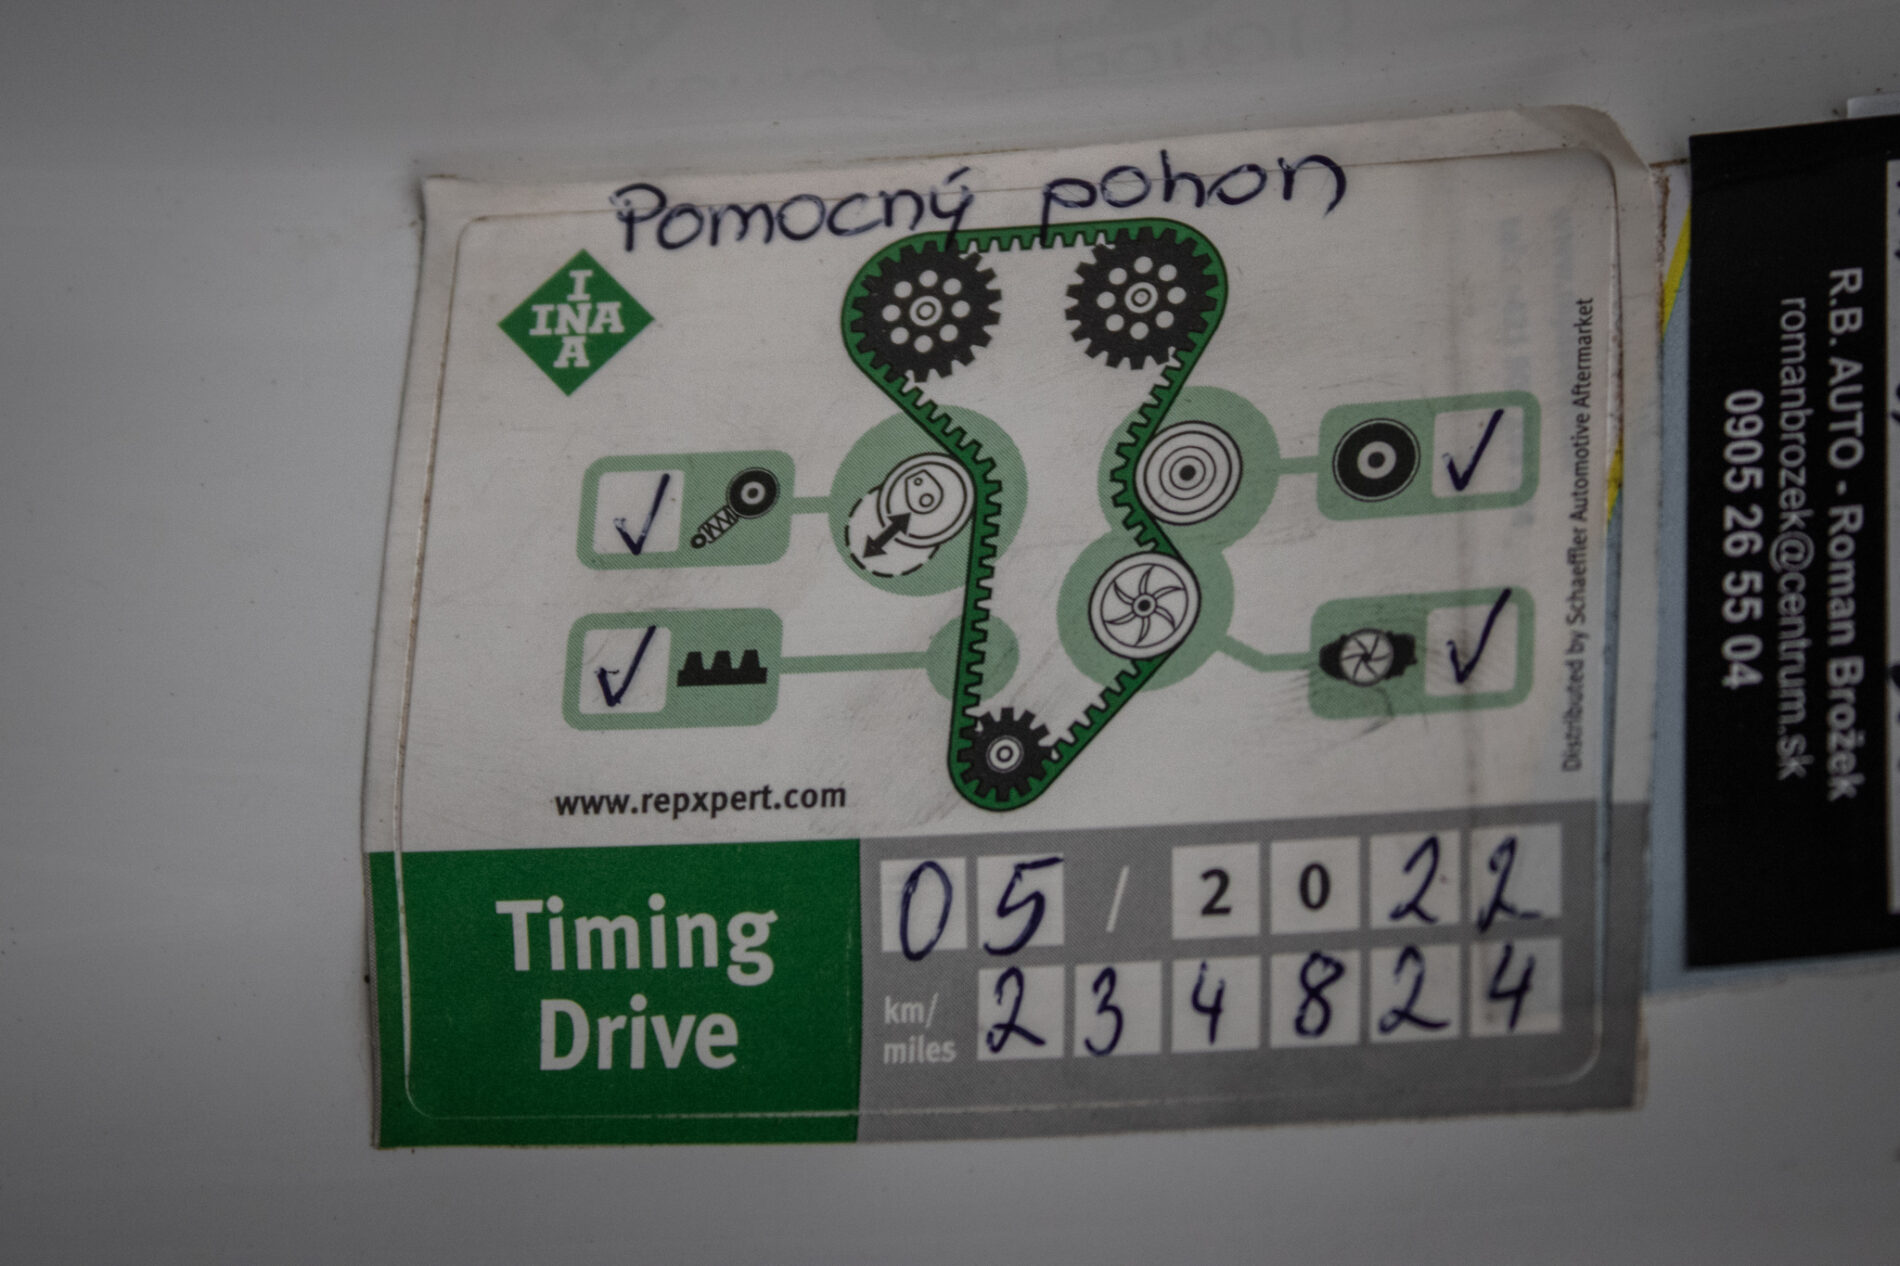 Pomocný pohon
I
INA
A
www.repxpert.com
Distributed by Schaeffler Automotive Aftermarket
Timing
Drive
05 / 2022
km/
miles
234824
R.B. AUTO - Roman Brožek
romanbrozek@centrum.sk
0905 26 55 04